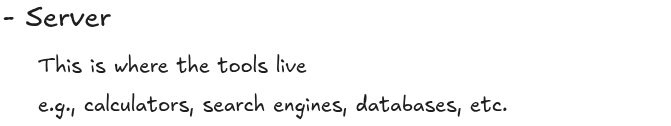 - Server
This is where the tools live
e.g., calculators, search engines, databases, etc.